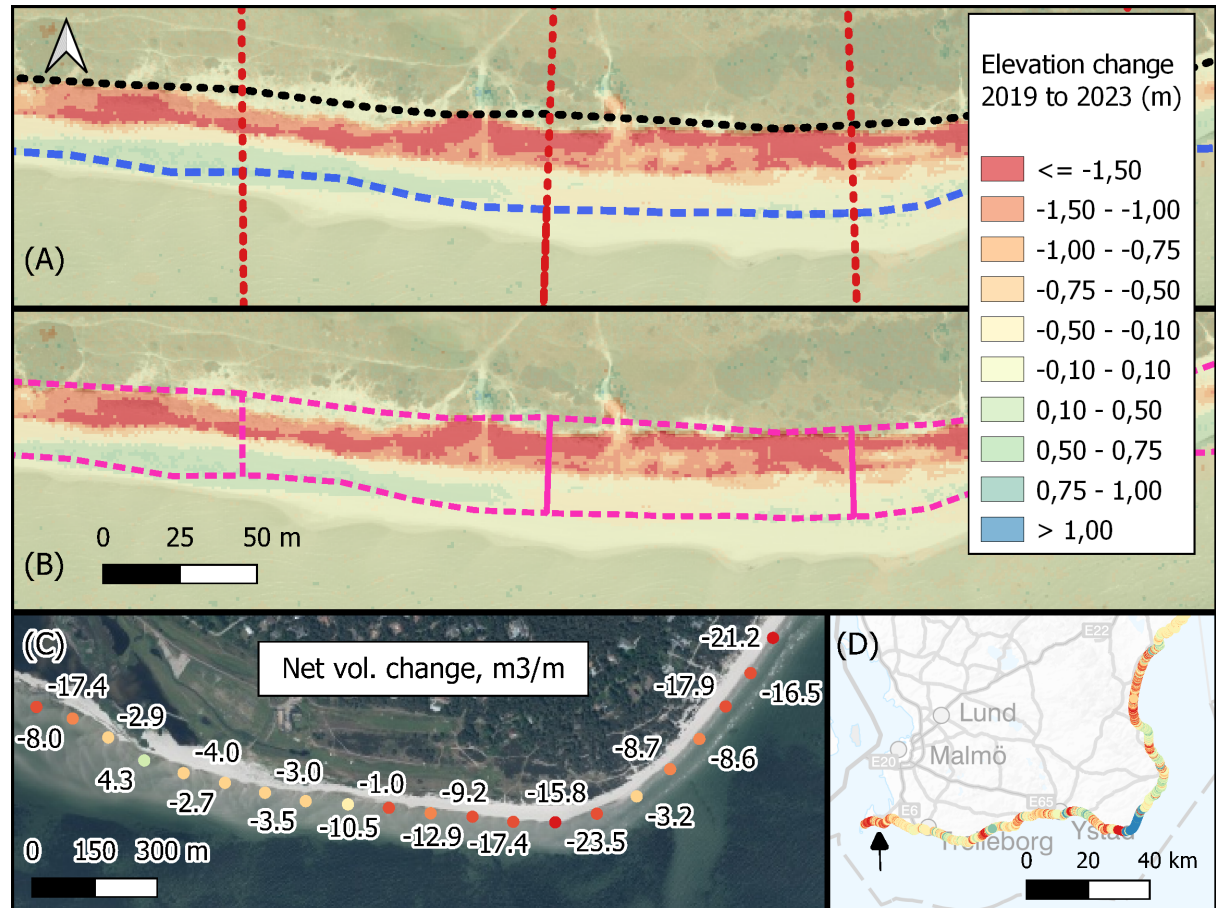 Elevation change
2019 to 2023 (m)
<= -1,50
-1,50 - -1,00
-1,00 - -0,75
-0,75 - -0,50
-0,50 - -0,10
-0,10 - 0,10
0,10 - 0,50
0,50 - 0,75
0,75 - 1,00
> 1,00
(A)
0 25 50 m
(B)
(C)
Net vol. change, m3/m
-21.2
-17.4
-17.9
-16.5
-2.9
-8.0
-4.0
-8.7
-8.6
4.3
-3.0
-1.0
-9.2
-15.8
-2.7
-3.2
-3.5
-10.5
-12.9
-17.4
-23.5
0 150 300 m
(D)
E22
Lund
Malmö
E20
E6
E65
Trelleborg
Ystad
0 20 40 km